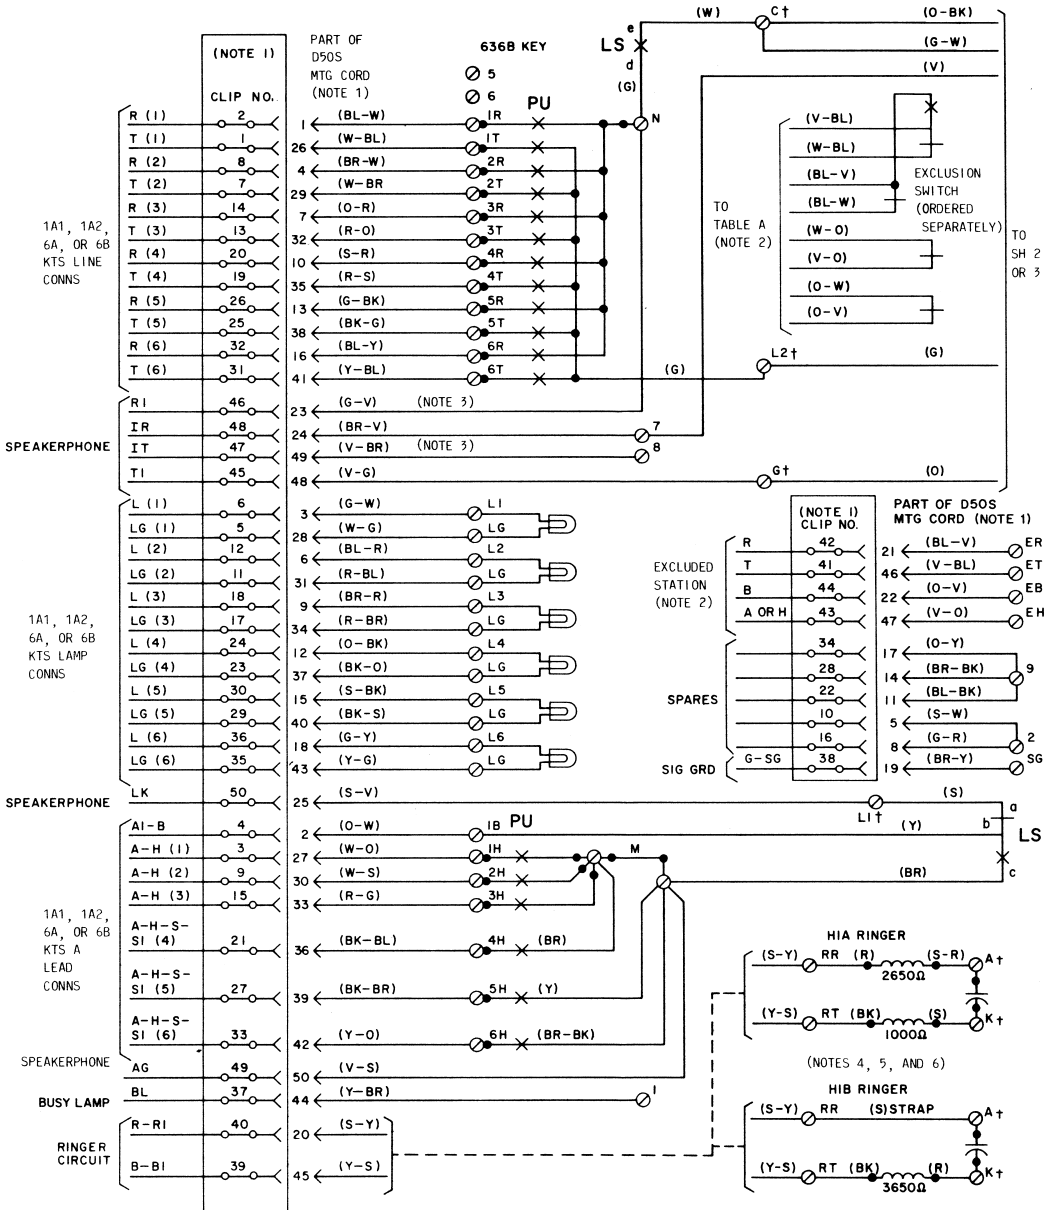 (NOTE 1)
CLIP NO.
PART OF
D50S
MTG CORD
(NOTE 1)
636B KEY
5
6
PU
LS
e
d
(G)
N
(W)
C†
(O-BK)
(G-W)
(V)
1A1, 1A2,
6A, OR 6B
KTS LINE
CONNS
R (1) 2 1 (BL-W) 1R
T (1) 1 26 (W-BL) 1T
R (2) 8 4 (BR-W) 2R
T (2) 7 29 (W-BR 2T
R (3) 14 7 (O-R) 3R
T (3) 13 32 (R-O) 3T
R (4) 20 10 (S-R) 4R
T (4) 19 35 (R-S) 4T
R (5) 26 13 (G-BK) 5R
T (5) 25 38 (BK-G) 5T
R (6) 32 16 (BL-Y) 6R
T (6) 31 41 (Y-BL) 6T
(G)
L2†
(G)
TO
TABLE A
(NOTE 2)
(V-BL)
(W-BL)
(BL-V)
(BL-W)
(W-O)
(V-O)
(O-W)
(O-V)
EXCLUSION
SWITCH
(ORDERED
SEPARATELY)
TO
SH 2
OR 3
SPEAKERPHONE
R1 46 23 (G-V) (NOTE 3)
1R 48 24 (BR-V) 7
1T 47 49 (V-BR) (NOTE 3) 8
T1 45 48 (V-G) G† (O)
1A1, 1A2,
6A, OR 6B
KTS LAMP
CONNS
L (1) 6 3 (G-W) L1
LG (1) 5 28 (W-G) LG
L (2) 12 6 (BL-R) L2
LG (2) 11 31 (R-BL) LG
L (3) 18 9 (BR-R) L3
LG (3) 17 34 (R-BR) LG
L (4) 24 12 (O-BK) L4
LG (4) 23 37 (BK-O) LG
L (5) 30 15 (S-BK) L5
LG (5) 29 40 (BK-S) LG
L (6) 36 18 (G-Y) L6
LG (6) 35 43 (Y-G) LG
(NOTE 1)
CLIP NO.
PART OF D50S
MTG CORD (NOTE 1)
EXCLUDED
STATION
(NOTE 2)
R 42 21 (BL-V) ER
T 41 46 (V-BL) ET
B 44 22 (O-V) EB
A OR H 43 47 (V-O) EH
SPARES
34 17 (O-Y)
28 14 (BR-BK) 9
22 11 (BL-BK)
10 5 (S-W)
16 8 (G-R) 2
SIG GRD
G-SG 38 19 (BR-Y) SG
SPEAKERPHONE
LK 50 25 (S-V) L1† (S)
a
b
LS
c
1A1, 1A2,
6A, OR 6B
KTS A
LEAD
CONNS
PU
A1-B 4 2 (O-W) 1B (Y)
A-H (1) 3 27 (W-O) 1H M
A-H (2) 9 30 (W-S) 2H (BR)
A-H (3) 15 33 (R-G) 3H
A-H-S-
S1 (4) 21 36 (BK-BL) 4H (BR)
A-H-S-
S1 (5) 27 39 (BK-BR) 5H (Y)
A-H-S-
S1 (6) 33 42 (Y-O) 6H (BR-BK)
SPEAKERPHONE
AG 49 50 (V-S)
BUSY LAMP
BL 37 44 (Y-BR) 1
RINGER
CIRCUIT
R-R1 40 20 (S-Y)
B-B1 39 45 (Y-S)
H1A RINGER
(S-Y) RR (R) (S-R) A†
2650Ω
(Y-S) RT (BK) (S) K†
1000Ω
(NOTES 4, 5, AND 6)
H1B RINGER
(S-Y) RR (S)STRAP A†
(Y-S) RT (BK) (R) K†
3650Ω